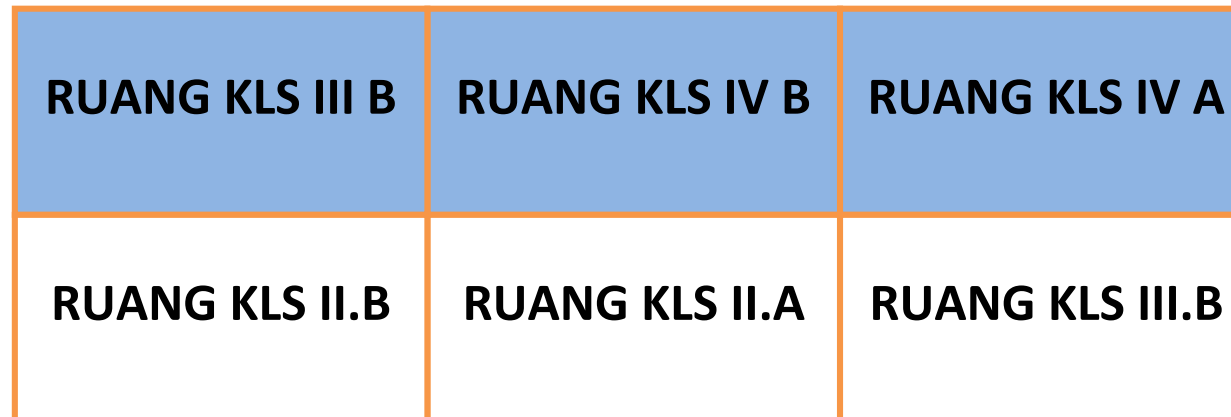 RUANG KLS III B
RUANG KLS IV B
RUANG KLS IV A
RUANG KLS II.B
RUANG KLS II.A
RUANG KLS III.B